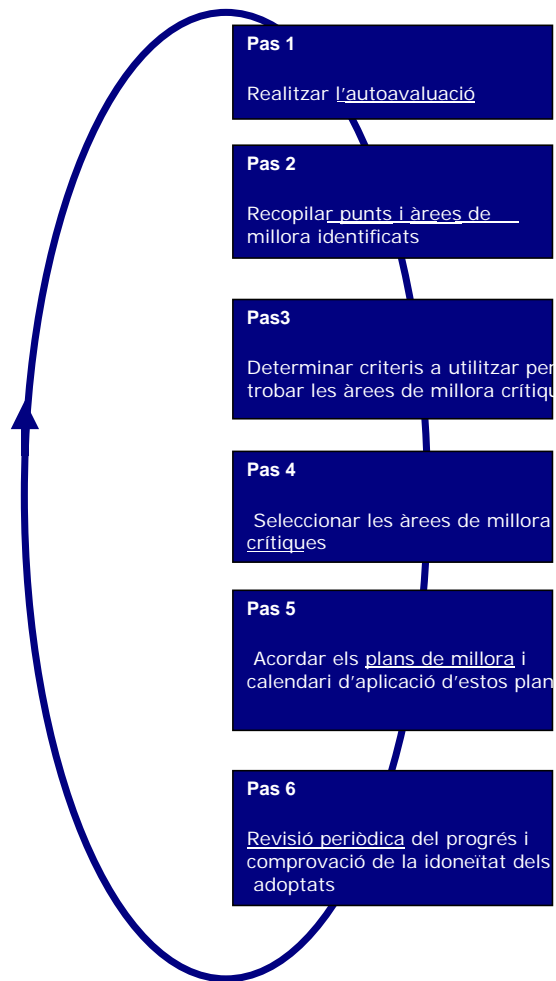 Pas 1
Realitzar l'autoavaluació
Pas 2
Recopilar punts i àrees de
millora identificats
Pas3
Determinar criteris a utilitzar per
trobar les àrees de millora
Pas 4
Seleccionar les àrees de millora
crítiques
Pas 5
Acordar els plans de millora i
calendari d'aplicació d'estos
Pas 6
Revisió periòdica del progrés i
comprovació de la idoneïtat dels
adoptats